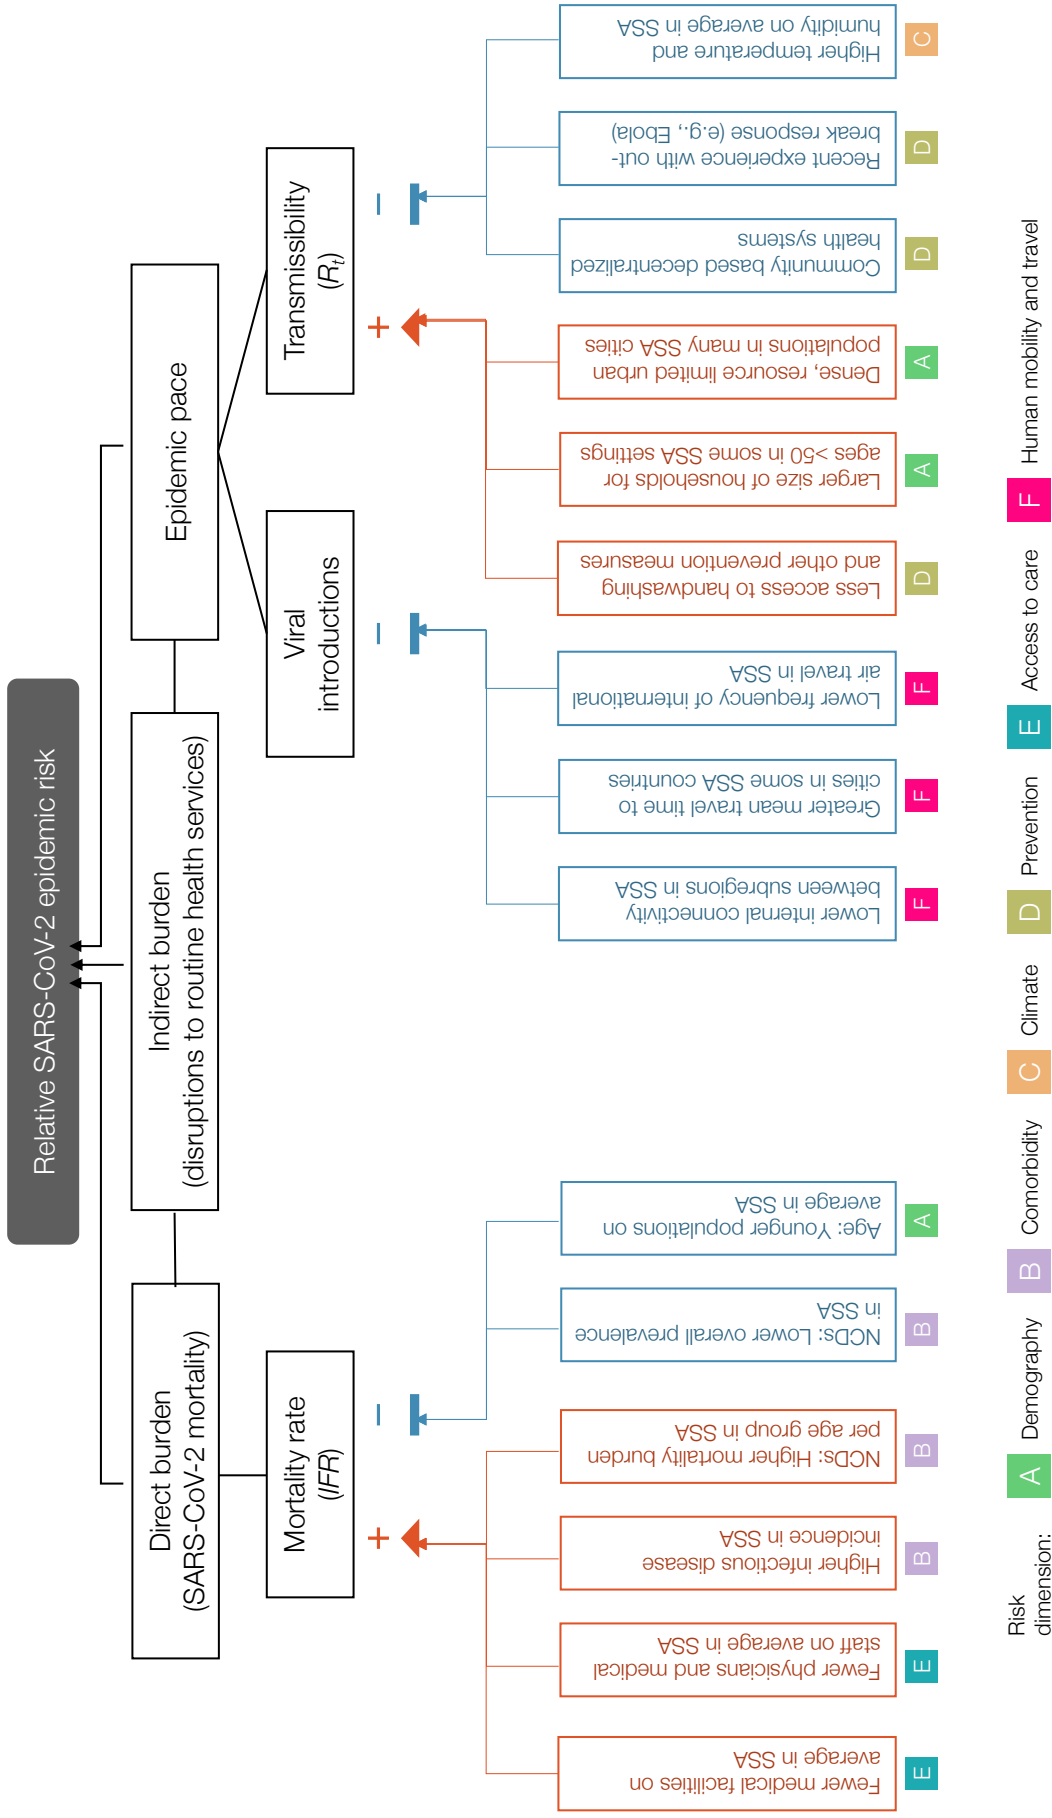 Relative SARS-CoV-2 epidemic risk
Direct burden
(SARS-CoV-2 mortality)
Indirect burden
(disruptions to routine health services)
Epidemic pace
Mortality rate
(IFR)
Viral
introductions
Transmissibility
(Rt)
+
−
−
+
−
Fewer medical facilities on
average in SSA
Fewer physicians and medical
staff on average in SSA
Higher infectious disease
incidence in SSA
NCDs: Higher mortality burden
per age group in SSA
NCDs: Lower overall prevalence
in SSA
Age: Younger populations on
average in SSA
Lower internal connectivity
between subregions in SSA
Greater mean travel time to
cities in some SSA countries
Lower frequency of international
air travel in SSA
Less access to handwashing
and other prevention measures
Larger size of households for
ages >50 in some SSA settings
Dense, resource limited urban
populations in many SSA cities
Community based decentralized
health systems
Recent experience with out-
break response (e.g., Ebola)
Higher temperature and
humidity on average in SSA
E
E
B
B
B
A
F
F
F
D
A
A
D
D
C
Risk
dimension:
A Demography
B Comorbidity
C Climate
D Prevention
E Access to care
F Human mobility and travel